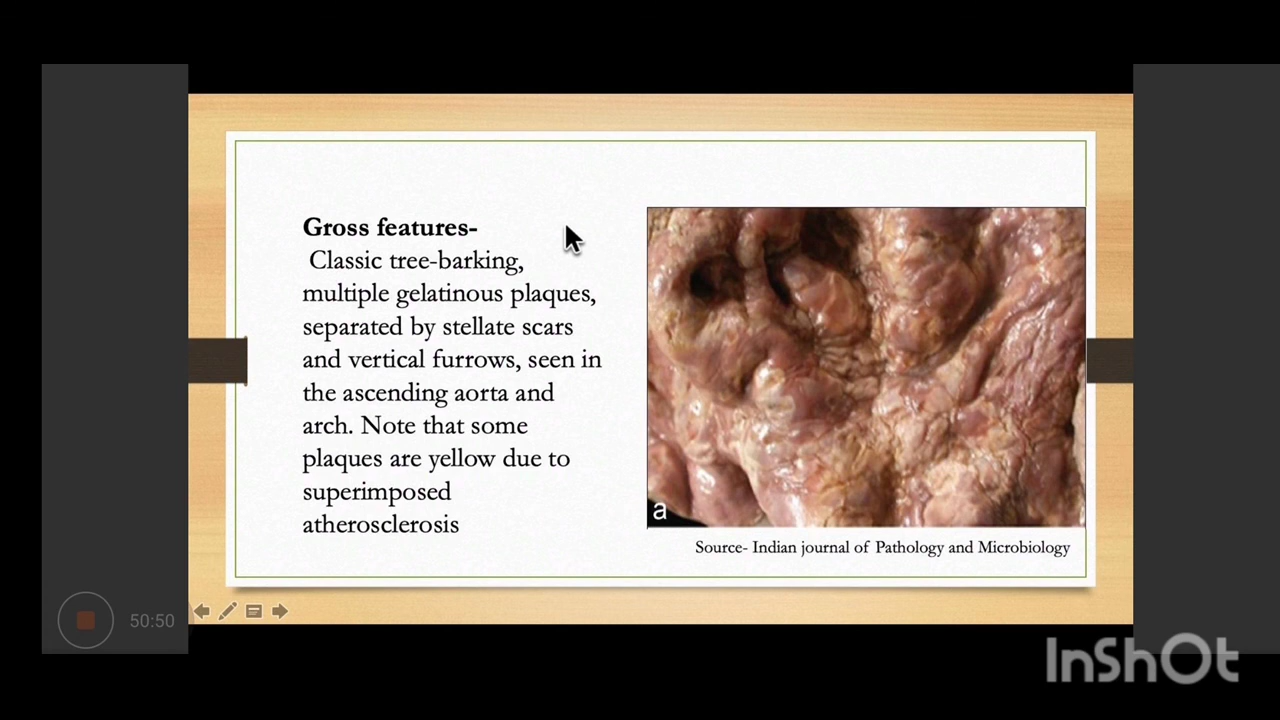 Gross features-
Classic tree-barking,
multiple gelatinous plaques,
separated by stellate scars
and vertical furrows, seen in
the ascending aorta and
arch. Note that some
plaques are yellow due to
superimposed
atherosclerosis
a
Source- Indian journal of Pathology and Microbiology
50:50
InShOt